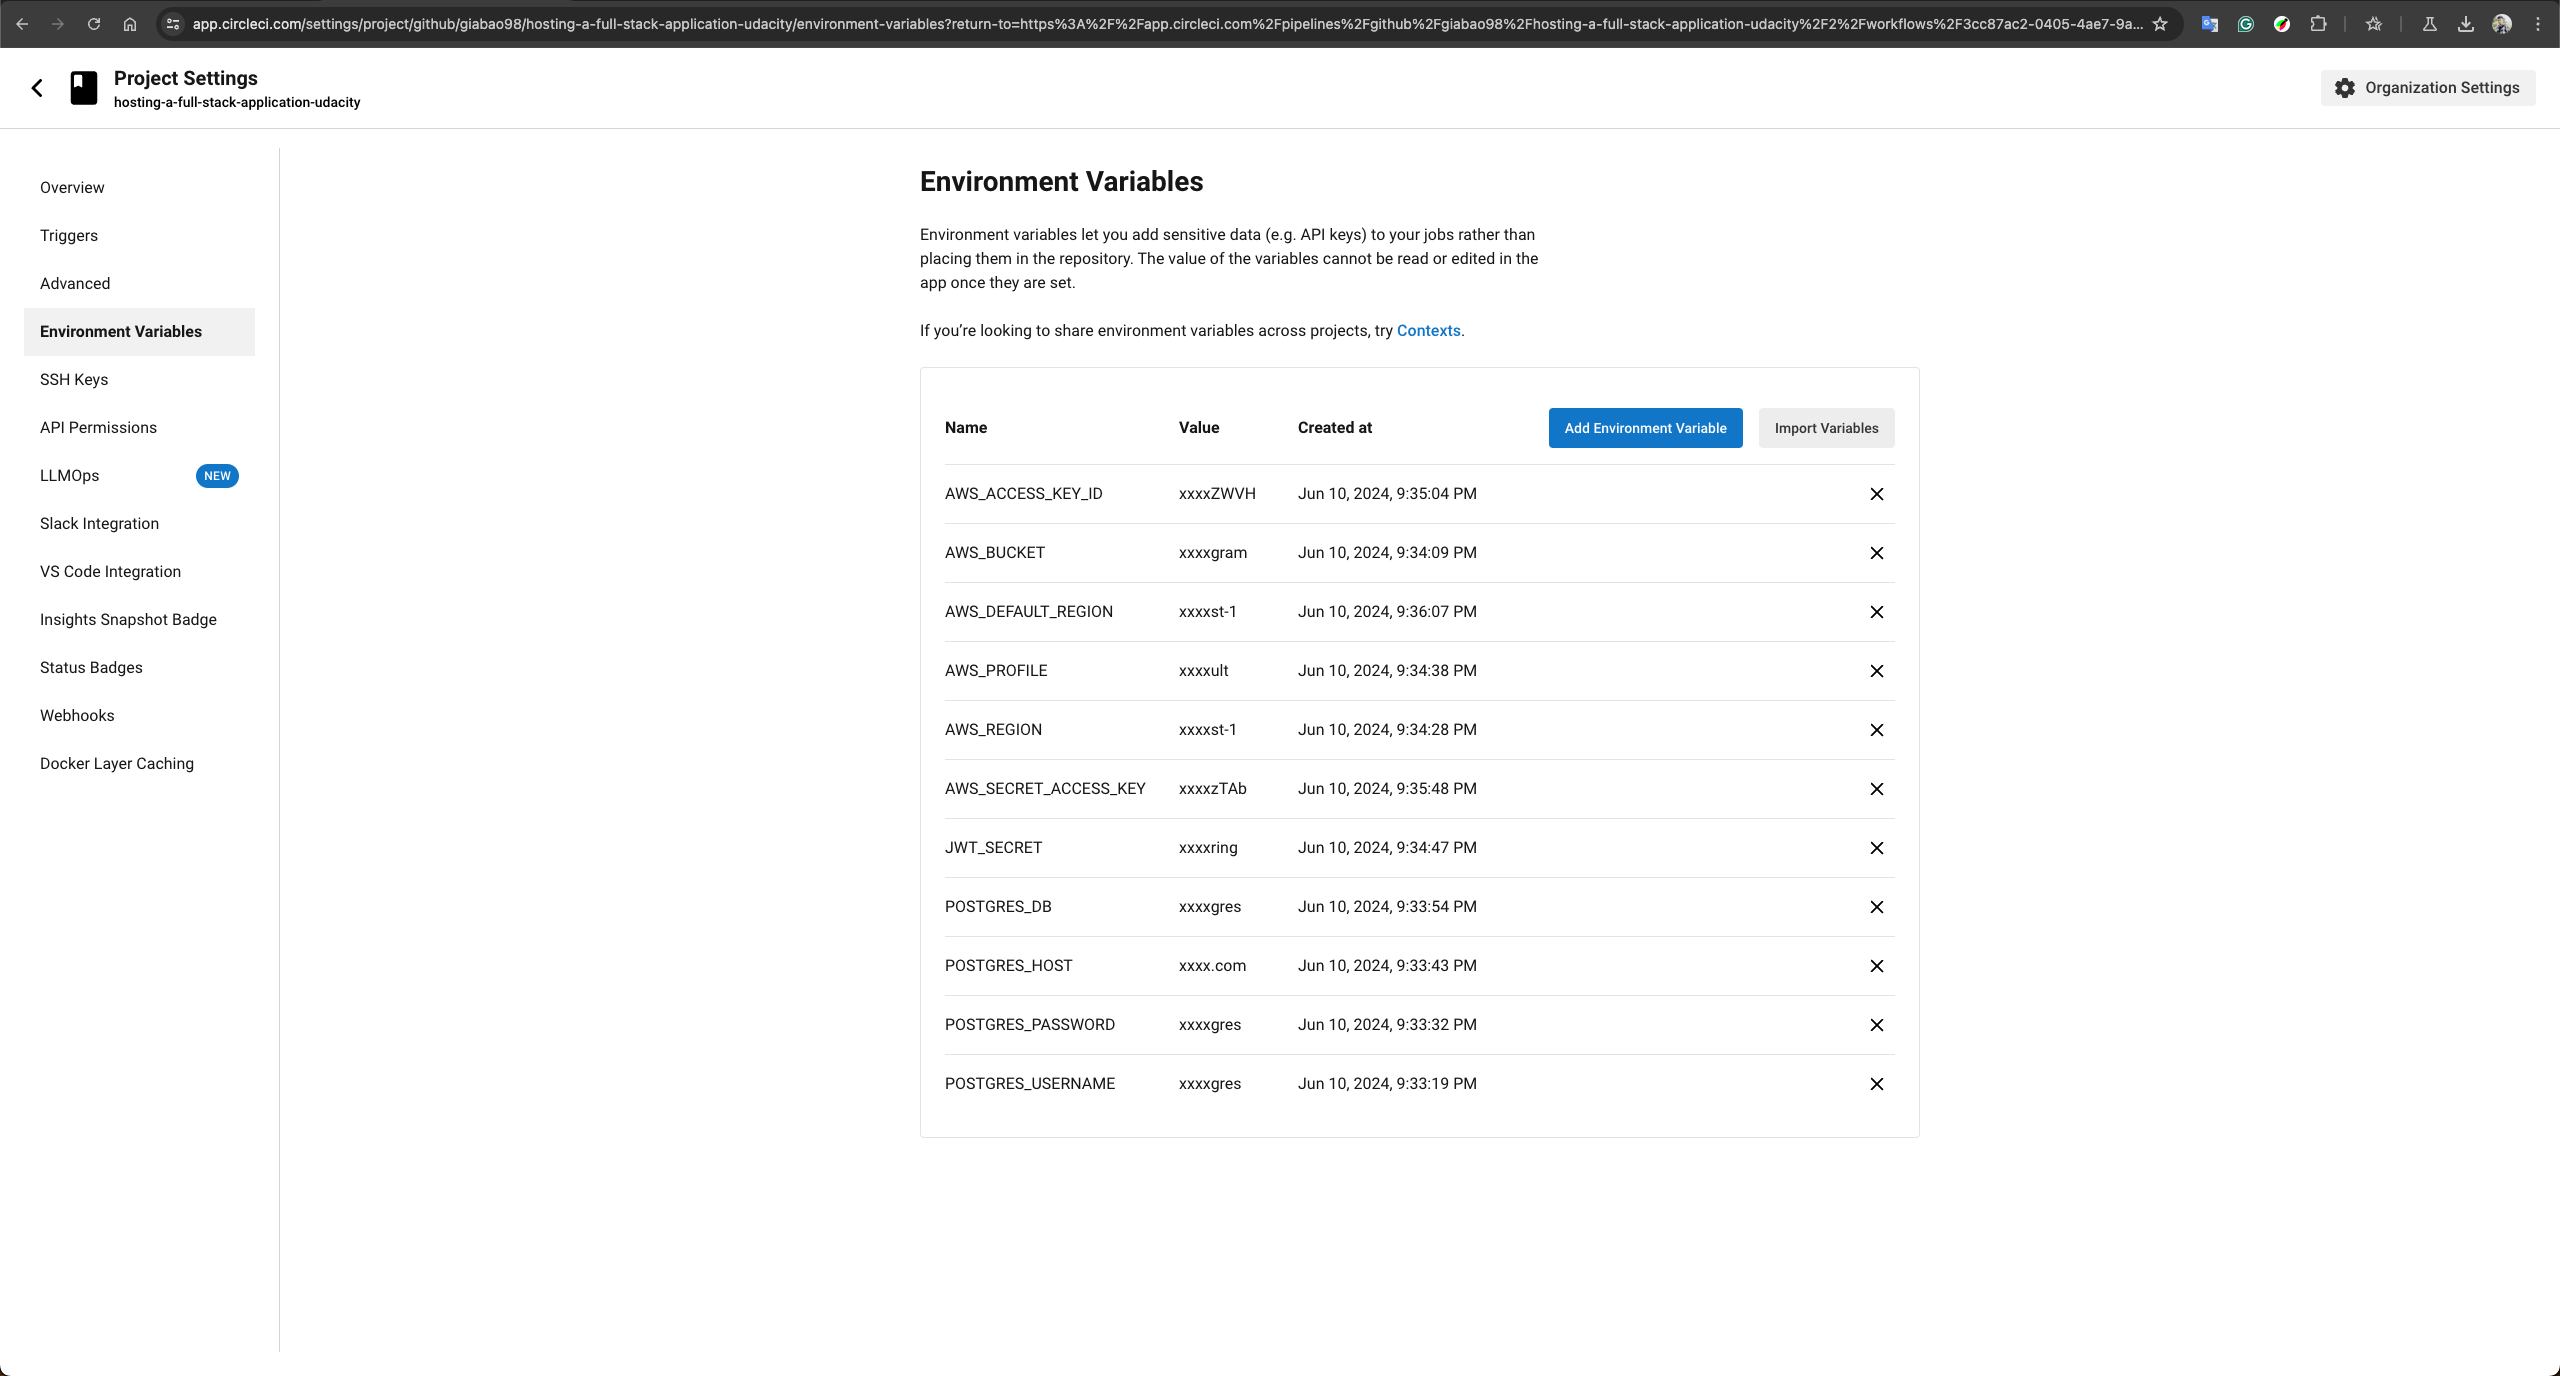 app.circleci.com/settings/project/github/giabao98/hosting-a-full-stack-application-udacity/environment-variables?return-to=https%3A%2F%2Fapp.circleci.com%2Fpipelines%2Fgithub%2Fgiabao98%2Fhosting-a-full-stack-application-udacity%2F2%2Fworkflows%2F3cc87ac2-0405-4ae7-9a...
Project Settings
hosting-a-full-stack-application-udacity
Organization Settings
Overview
Triggers
Advanced
Environment Variables
SSH Keys
API Permissions
LLMOps NEW
Slack Integration
VS Code Integration
Insights Snapshot Badge
Status Badges
Webhooks
Docker Layer Caching
Environment Variables
Environment variables let you add sensitive data (e.g. API keys) to your jobs rather than
placing them in the repository. The value of the variables cannot be read or edited in the
app once they are set.
If you’re looking to share environment variables across projects, try Contexts.
Name Value Created at Add Environment Variable Import Variables
AWS_ACCESS_KEY_ID xxxxZWVH Jun 10, 2024, 9:35:04 PM
AWS_BUCKET xxxxgram Jun 10, 2024, 9:34:09 PM
AWS_DEFAULT_REGION xxxxst-1 Jun 10, 2024, 9:36:07 PM
AWS_PROFILE xxxxult Jun 10, 2024, 9:34:38 PM
AWS_REGION xxxxst-1 Jun 10, 2024, 9:34:28 PM
AWS_SECRET_ACCESS_KEY xxxxzTAb Jun 10, 2024, 9:35:48 PM
JWT_SECRET xxxxring Jun 10, 2024, 9:34:47 PM
POSTGRES_DB xxxxgres Jun 10, 2024, 9:33:54 PM
POSTGRES_HOST xxxx.com Jun 10, 2024, 9:33:43 PM
POSTGRES_PASSWORD xxxxgres Jun 10, 2024, 9:33:32 PM
POSTGRES_USERNAME xxxxgres Jun 10, 2024, 9:33:19 PM